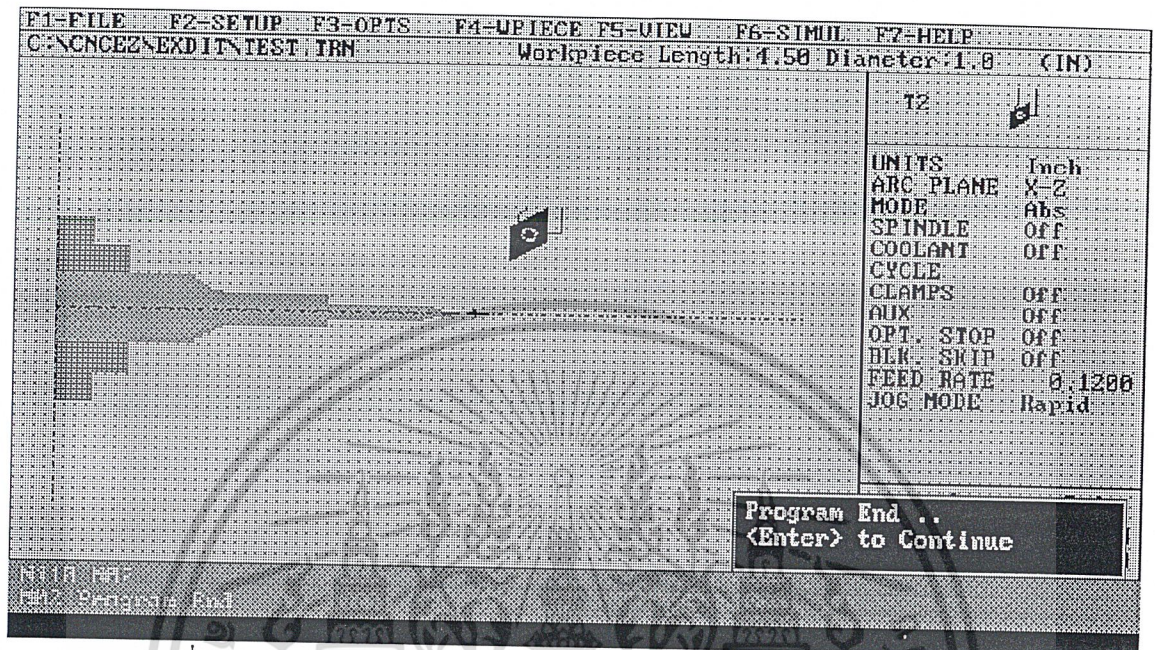 F1-FILE F2-SETUP F3-OPTS F4-WPIECE F5-VIEW F6-SIMUL F7-HELP
C:\CNCEZ\EXDIT\TEST.TRN Workpiece Length:4.50 Diameter:1.0 (IN)
T2
UNITS Inch
ARC PLANE X-Z
MODE Abs
SPINDLE Off
COOLANT Off
CYCLE
CLAMPS Off
AUX Off
OPT. STOP Off
BLK. SKIP Off
FEED RATE 0.1200
JOG MODE Rapid
Program End ..
<Enter> to Continue
Program End